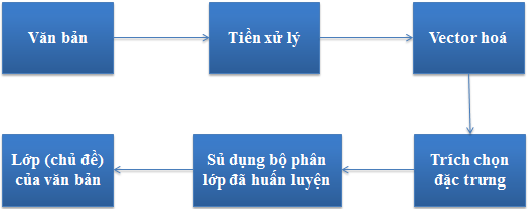 Văn bản
Tiền xử lý
Vector hoá
Trích chọn
đặc trưng
Sủ dụng bộ phân
lớp đã huấn luyện
Lớp (chủ đề)
của văn bản